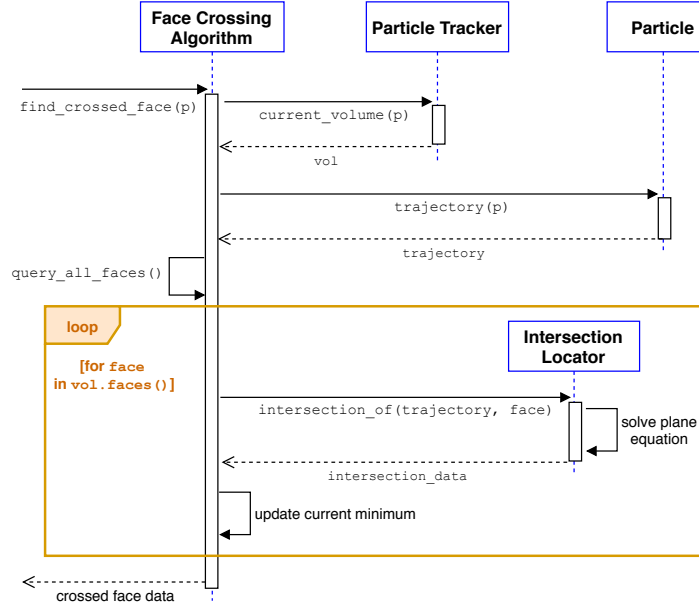 Face Crossing
Algorithm
Particle Tracker
Particle
find_crossed_face(p)
current_volume(p)
vol
trajectory(p)
trajectory
query_all_faces()
loop
[for face
in vol.faces()]
Intersection
Locator
intersection_of(trajectory, face)
solve plane
equation
intersection_data
update current minimum
crossed face data